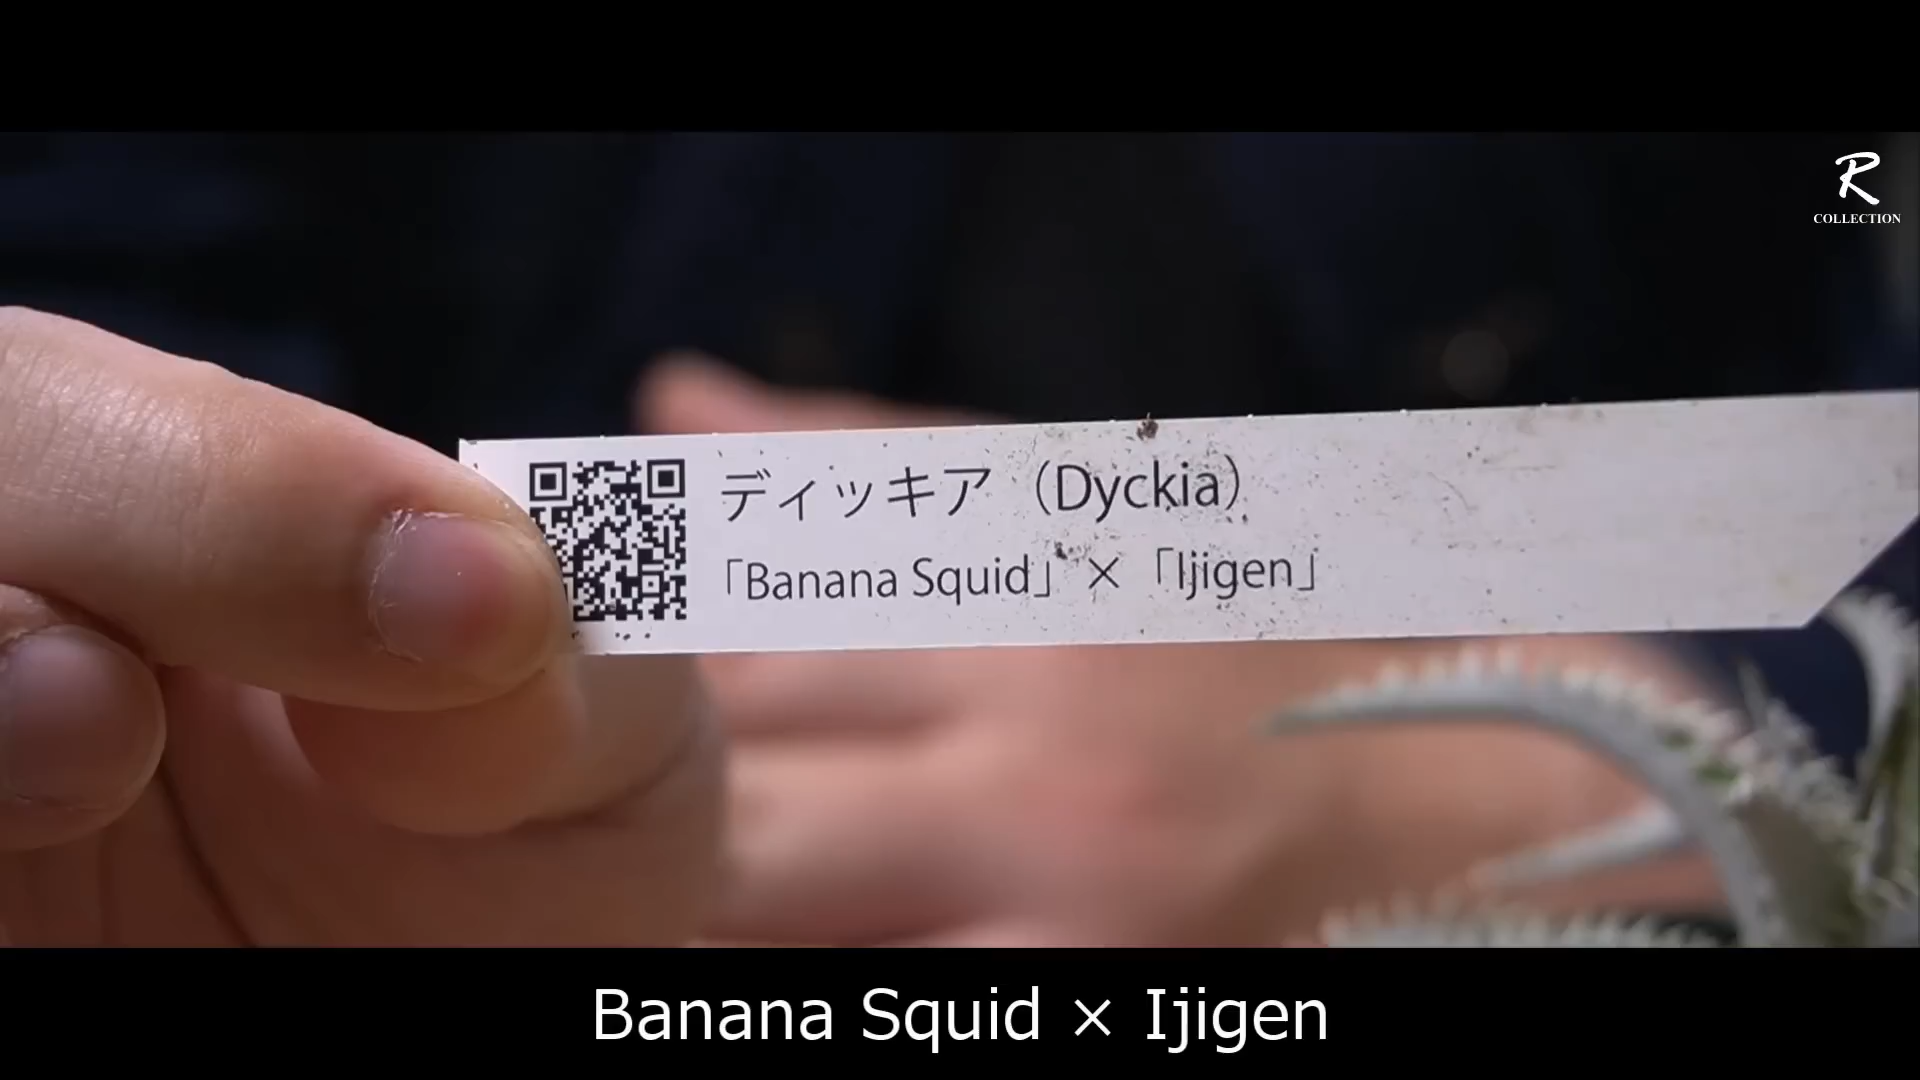 R
COLLECTION
ディッキア（Dyckia）
「Banana Squid」×「Ijigen」
Banana Squid × Ijigen